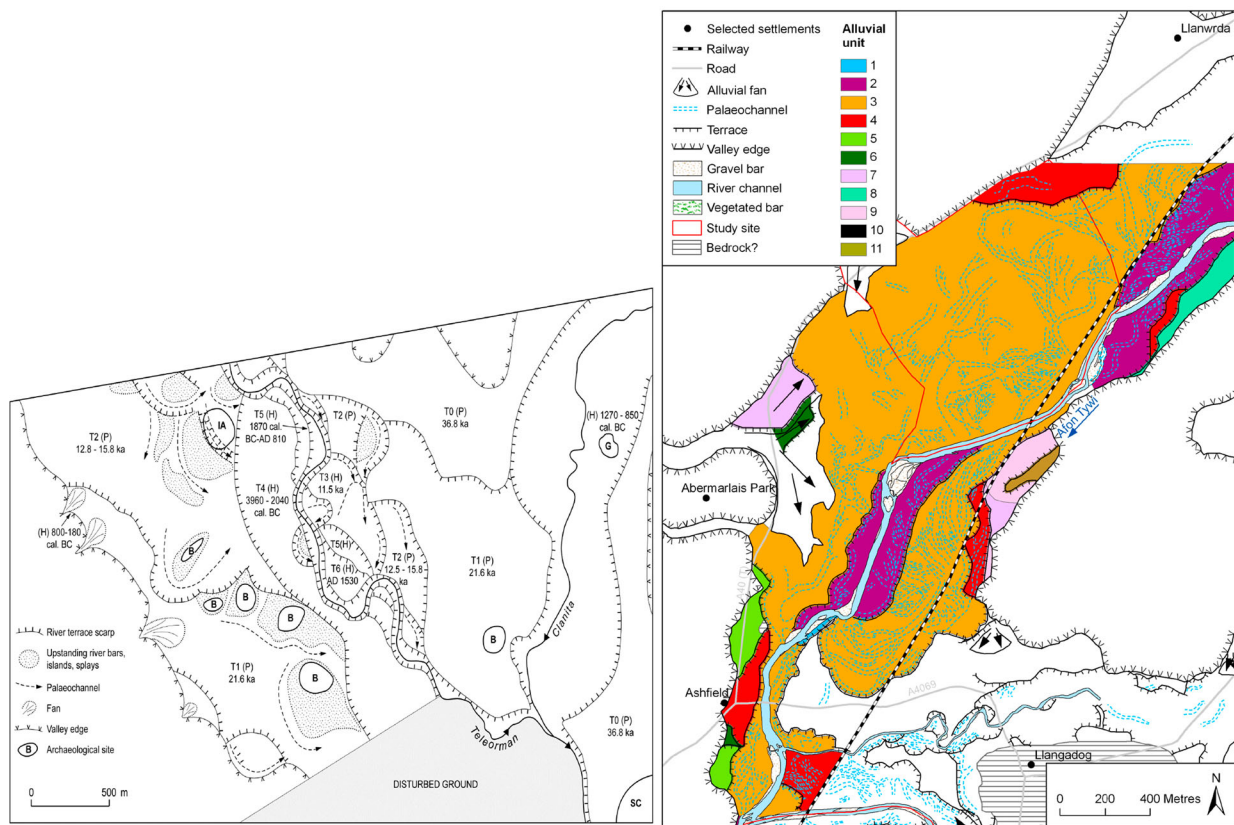 T0 (P)
36.8 ka
(H) 1270 - 850
cal. BC
G
T2 (P)
T5 (H)
1870 cal.
BC-AD 810
IA
T2 (P)
12.8 - 15.8 ka
T3 (H)
11.5 ka
T4 (H)
3960 - 2040
cal. BC
(H) 800-180
cal. BC
B
T5(H)
T6 (H)
AD 1530
T2 (P)
12.5 - 15.8
ka
T1 (P)
21.6 ka
Clanita
B
B
B
B
B
T1 (P)
21.6 ka
T0 (P)
36.8 ka
Teleorman
DISTURBED GROUND
SC
River terrace scarp
Upstanding river bars,
islands, splays
Palaeochannel
Fan
Valley edge
B
Archaeological site
0 500 m
Selected settlements
Railway
Road
Alluvial fan
Palaeochannel
Terrace
Valley edge
Gravel bar
River channel
Vegetated bar
Study site
Bedrock?
Alluvial
unit
1
2
3
4
5
6
7
8
9
10
11
Llanwrda
Afon Tywi
Abermarlais Park
A40 (T)
Ashfield
A4069
Llangadog
N
0 200 400 Metres